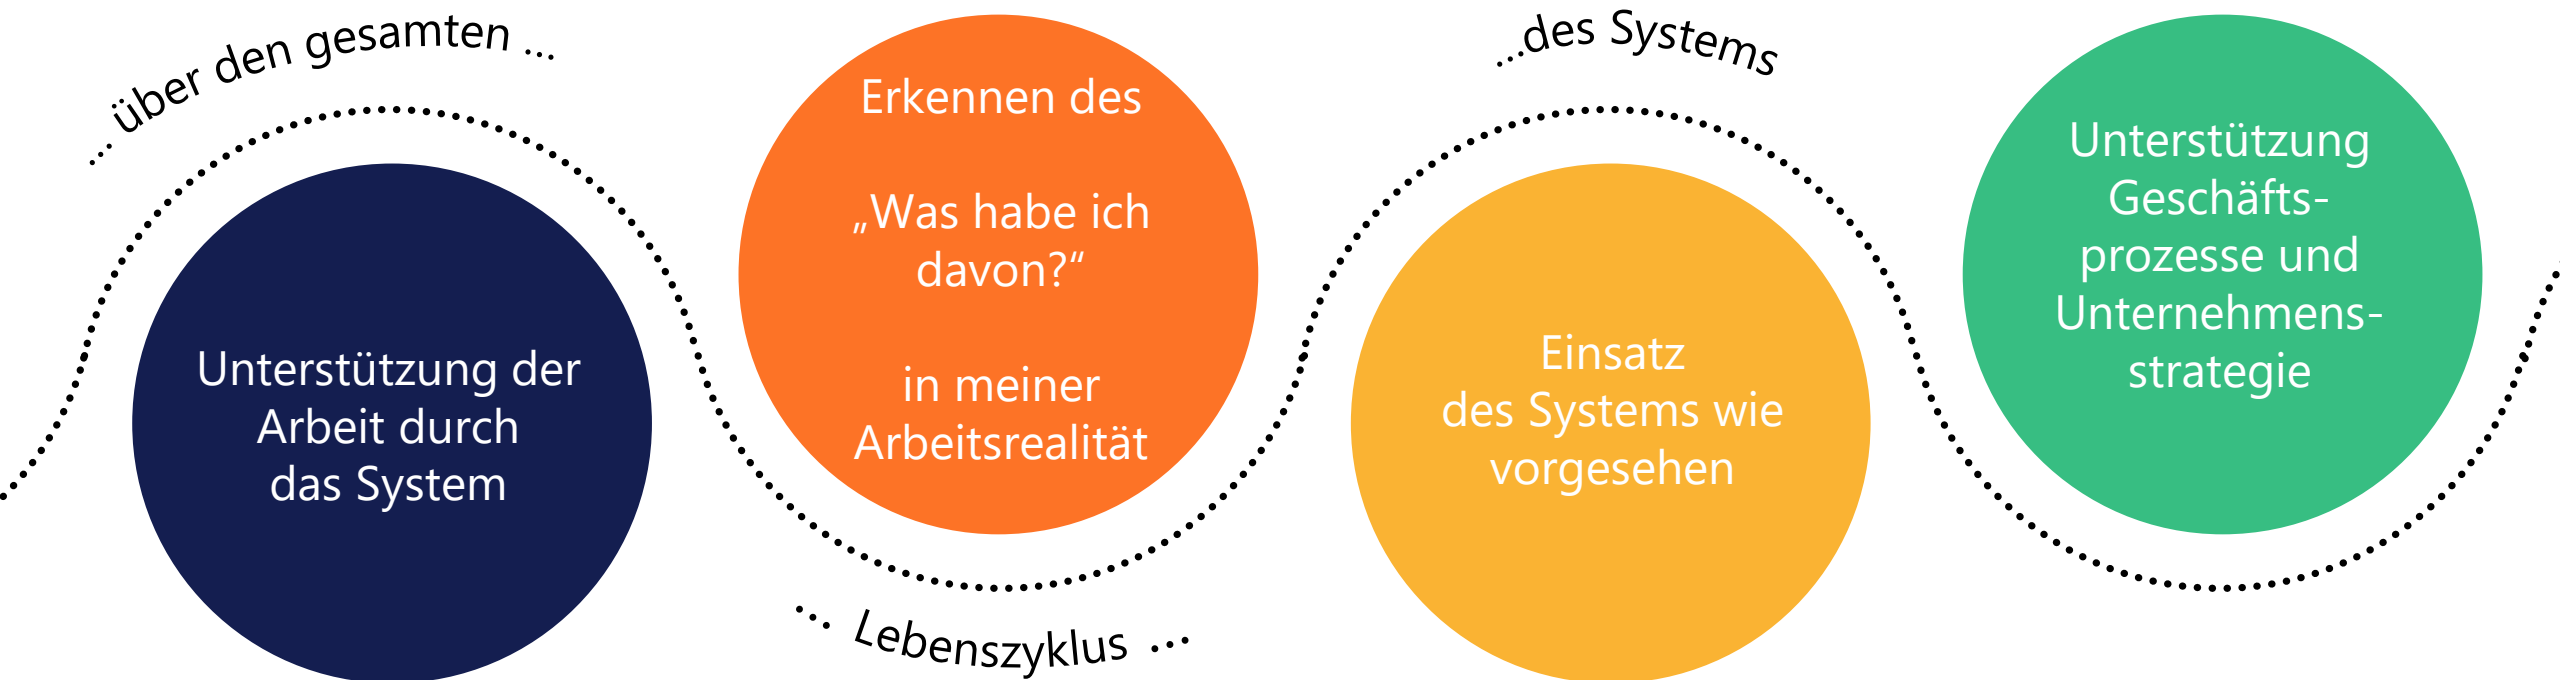 ... über den gesamten ...
Unterstützung der
Arbeit durch
das System
Erkennen des
„Was habe ich
davon?“
in meiner
Arbeitsrealität
... Lebenszyklus ...
...des Systems
Einsatz
des Systems wie
vorgesehen
Unterstützung
Geschäfts-
prozesse und
Unternehmens-
strategie